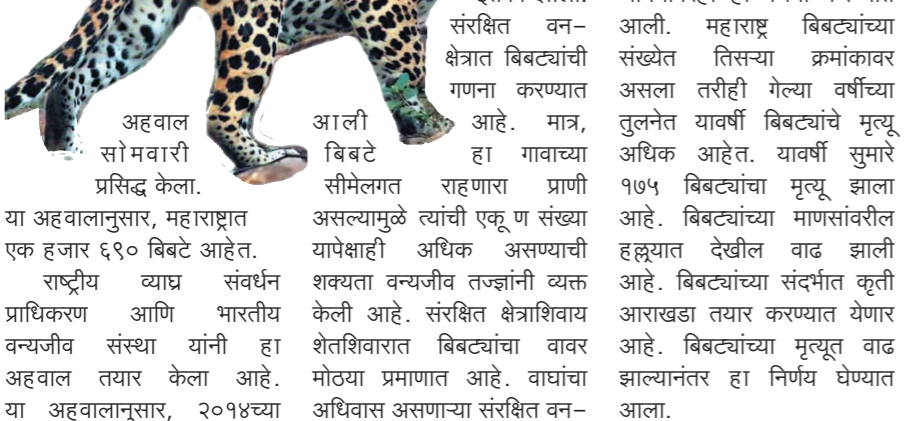 अहवाल
सोमवारी
प्रसिद्ध केला.
या अहवालानुसार, महाराष्ट्रात
एक हजार ६९० बिबटे आहेत.
राष्ट्रीय व्याघ्र संवर्धन
प्राधिकरण आणि भारतीय
वन्यजीव संस्था यांनी हा
अहवाल तयार केला आहे.
या अहवालानुसार, २०१४च्या
संरक्षित वन–
क्षेत्रात बिबट्यांची
गणना करण्यात
आली आहे. मात्र,
बिबटे हा गावाच्या
सीमेलगत राहणारा प्राणी
असल्यामुळे त्यांची एकूण संख्या
यापेक्षाही अधिक असण्याची
शक्यता वन्यजीव तज्ज्ञांनी व्यक्त
केली आहे. संरक्षित क्षेत्राशिवाय
शेतशिवारात बिबट्यांचा वावर
मोठया प्रमाणात आहे. वाघांचा
अधिवास असणाऱ्या संरक्षित वन–
आली. महाराष्ट्र बिबट्यांच्या
संख्येत तिसऱ्या क्रमांकावर
असला तरीही गेल्या वर्षीच्या
तुलनेत यावर्षी बिबट्यांचे मृत्यू
अधिक आहेत. यावर्षी सुमारे
१७५ बिबट्यांचा मृत्यू झाला
आहे. बिबट्यांच्या माणसांवरील
हल्ल्यात देखील वाढ झाली
आहे. बिबट्यांच्या संदर्भात कृती
आराखडा तयार करण्यात येणार
आहे. बिबट्यांच्या मृत्यूत वाढ
झाल्यानंतर हा निर्णय घेण्यात
आला.